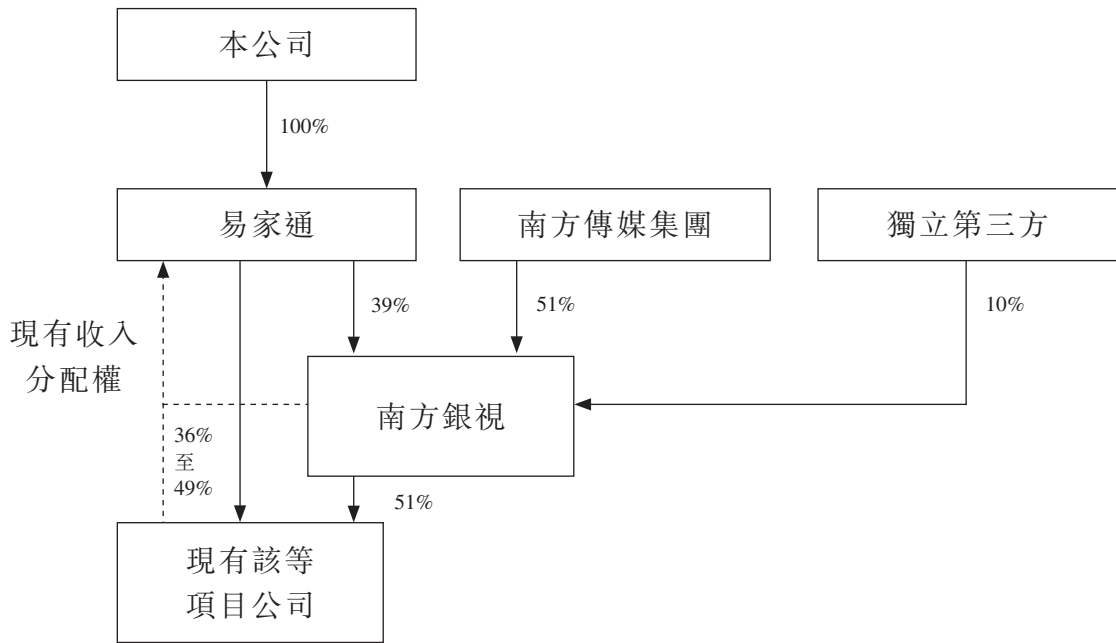 本公司
100%
易家通
南方傳媒集團
獨立第三方
39%
51%
10%
現有收入
分配權
南方銀視
36%
至
49%
51%
現有該等
項目公司